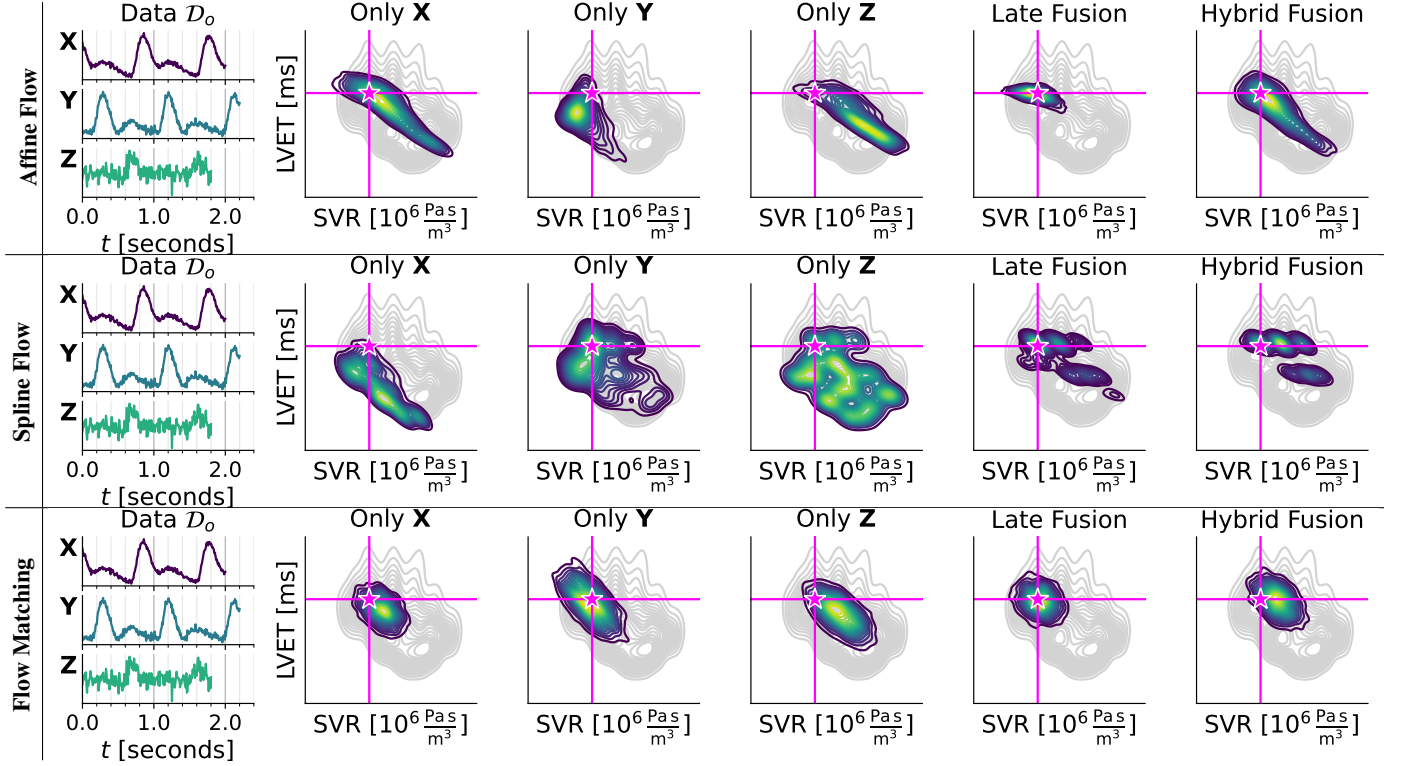 Affine Flow
Data 𝒟ₒ
X
Y
Z
0.0 1.0 2.0
t [seconds]
LVET [ms]
Only X
SVR [10⁶ Pa s/m³]
Only Y
SVR [10⁶ Pa s/m³]
Only Z
SVR [10⁶ Pa s/m³]
Late Fusion
SVR [10⁶ Pa s/m³]
Hybrid Fusion
SVR [10⁶ Pa s/m³]
Spline Flow
Data 𝒟ₒ
X
Y
Z
0.0 1.0 2.0
t [seconds]
LVET [ms]
Only X
SVR [10⁶ Pa s/m³]
Only Y
SVR [10⁶ Pa s/m³]
Only Z
SVR [10⁶ Pa s/m³]
Late Fusion
SVR [10⁶ Pa s/m³]
Hybrid Fusion
SVR [10⁶ Pa s/m³]
Flow Matching
Data 𝒟ₒ
X
Y
Z
0.0 1.0 2.0
t [seconds]
LVET [ms]
Only X
SVR [10⁶ Pa s/m³]
Only Y
SVR [10⁶ Pa s/m³]
Only Z
SVR [10⁶ Pa s/m³]
Late Fusion
SVR [10⁶ Pa s/m³]
Hybrid Fusion
SVR [10⁶ Pa s/m³]